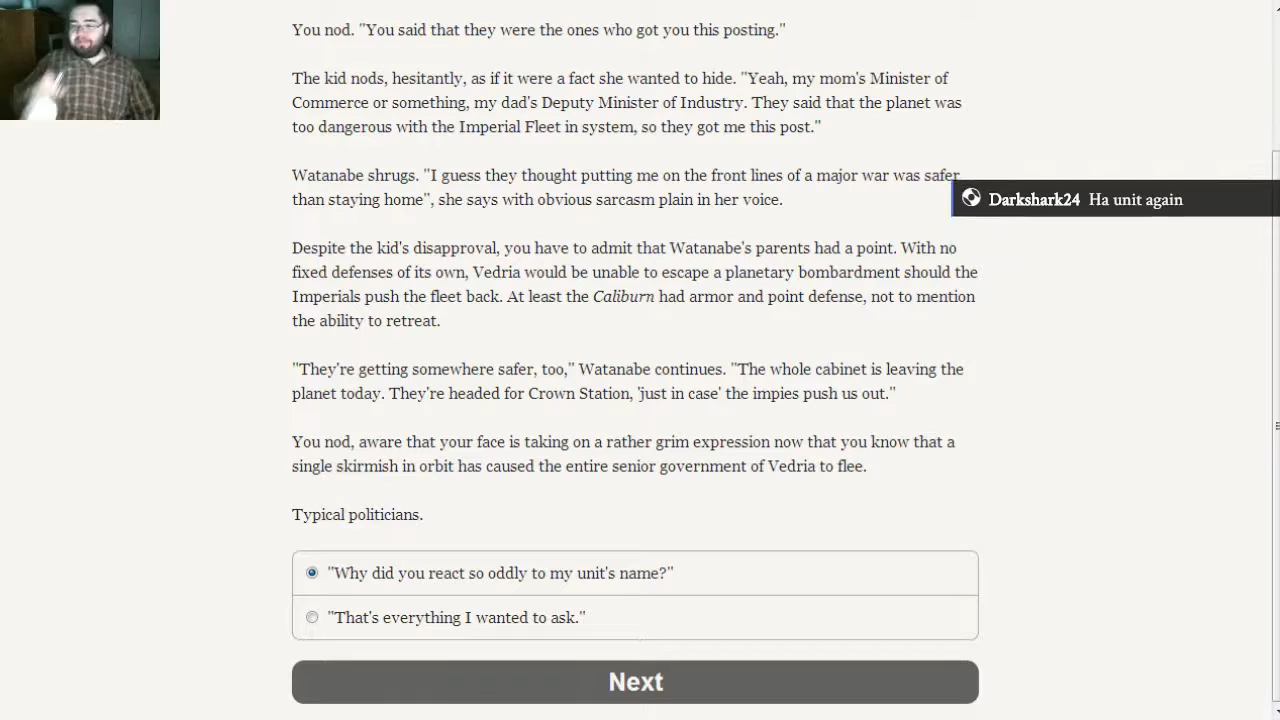 You nod. "You said that they were the ones who got you this posting."
The kid nods, hesitantly, as if it were a fact she wanted to hide. "Yeah, my mom's Minister of
Commerce or something, my dad's Deputy Minister of Industry. They said that the planet was
too dangerous with the Imperial Fleet in system, so they got me this post."
Watanabe shrugs. "I guess they thought putting me on the front lines of a major war was safer
than staying home", she says with obvious sarcasm plain in her voice.
Darkshark24 Ha unit again
Despite the kid's disapproval, you have to admit that Watanabe's parents had a point. With no
fixed defenses of its own, Vedria would be unable to escape a planetary bombardment should the
Imperials push the fleet back. At least the Caliburn had armor and point defense, not to mention
the ability to retreat.
"They're getting somewhere safer, too," Watanabe continues. "The whole cabinet is leaving the
planet today. They're headed for Crown Station, 'just in case' the impies push us out."
You nod, aware that your face is taking on a rather grim expression now that you know that a
single skirmish in orbit has caused the entire senior government of Vedria to flee.
Typical politicians.
"Why did you react so oddly to my unit's name?"
"That's everything I wanted to ask."
Next